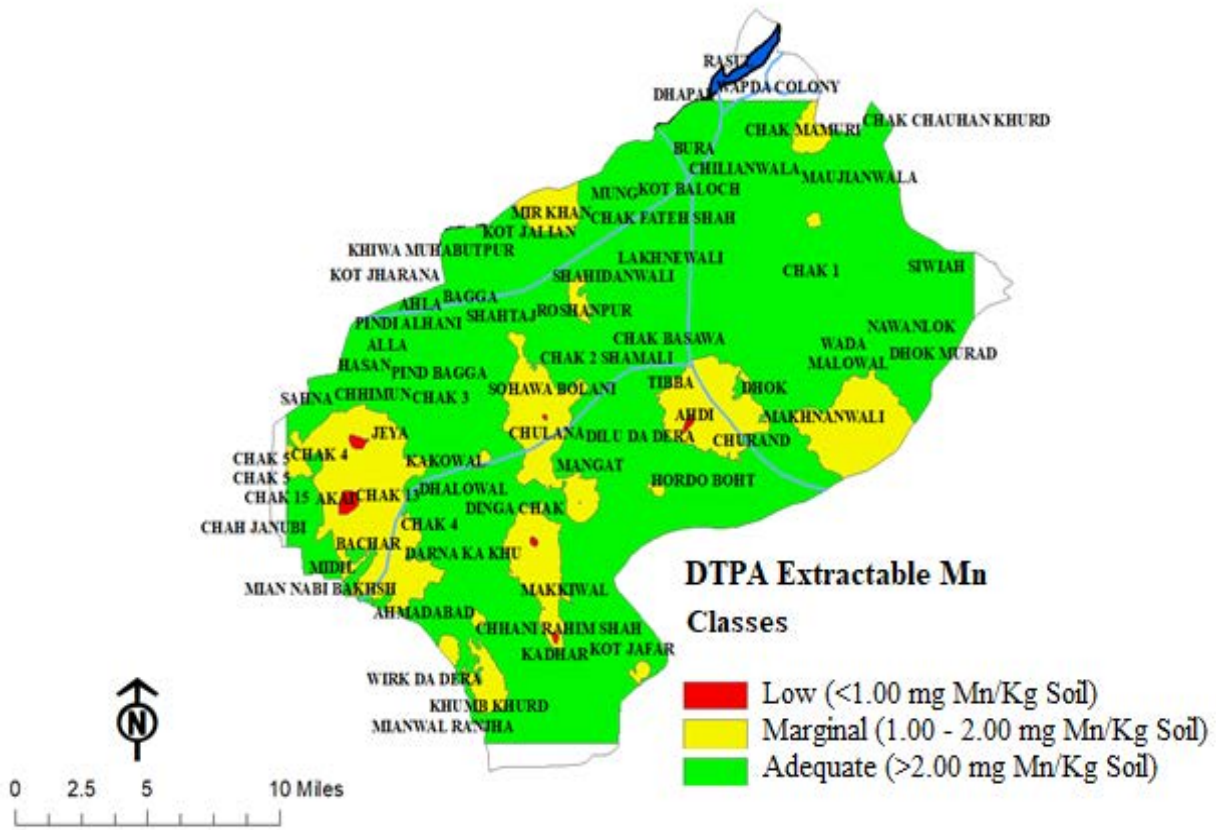 RASUL
WAPDA COLONY
DHAPAI
CHAK CHAUHAN KHURD
CHAK MAMURI
BURA
CHILIANWALA
MAUJIANWALA
MUNG
KOT BALOCH
MIR KHAN
CHAK FATEH SHAH
KOT JALIAN
KHIWA MUHABUTPUR
LAKHNEWALI
SIWIAH
CHAK 1
KOT JHARANA
SHAHIDANWALI
AHLA
BAGGA
SHAHTAJ
ROSHANPUR
PINDI ALHANI
NAWANLOK
CHAK BASAWA
WADA
ALLA
CHAK 2 SHAMALI
MALOWAL
DHOK MURAD
HASAN
PIND BAGGA
TIBBA
DHOK
SOHAWA BOLANI
CHHIMUN
CHAK 3
SAHNA
AHDI
MAKHNANWALI
JEYA
CHULANA
DILU DA DERA
CHURAND
CHAK 5
CHAK 4
KAKOWAL
MANGAT
CHAK 5
HORDO BOHT
CHAK 15
CHAK 13
DHALOWAL
DINGA CHAK
CHAH JANUBI
CHAK 4
BACHAR
DARNA KA KHU
MIDH
MIAN NABI BAKHSH
MAKKIWAL
AHMADABAD
CHHANI RAHIM SHAH
KADHAR
KOT JAFAR
WIRK DA DERA
KHUMB KHURD
MIANWAL RANJHA
DTPA Extractable Mn
Classes
Low (<1.00 mg Mn/Kg Soil)
Marginal (1.00 - 2.00 mg Mn/Kg Soil)
Adequate (>2.00 mg Mn/Kg Soil)
N
0 2.5 5 10 Miles